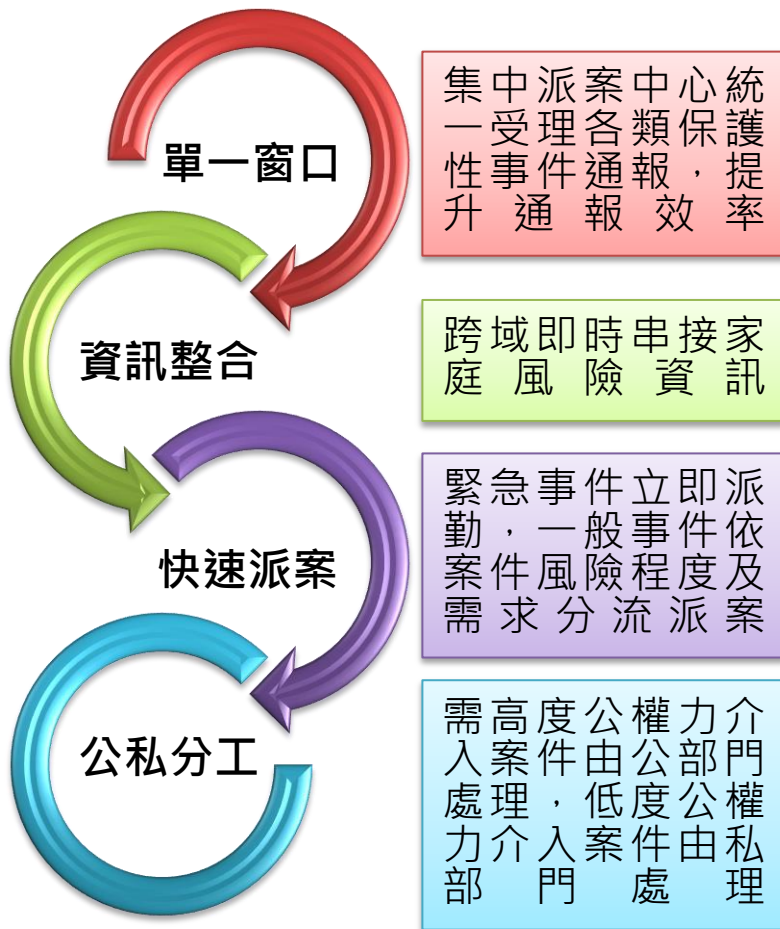 單一窗口
集中派案中心統
一受理各類保護
性事件通報，提
升通報效率
資訊整合
跨域即時串接家
庭風險資訊
快速派案
緊急事件立即派
勤，一般事件依
案件風險程度及
需求分流派案
公私分工
需高度公權力介
入案件由公部門
處理，低度公權
力介入案件由私
部門處理